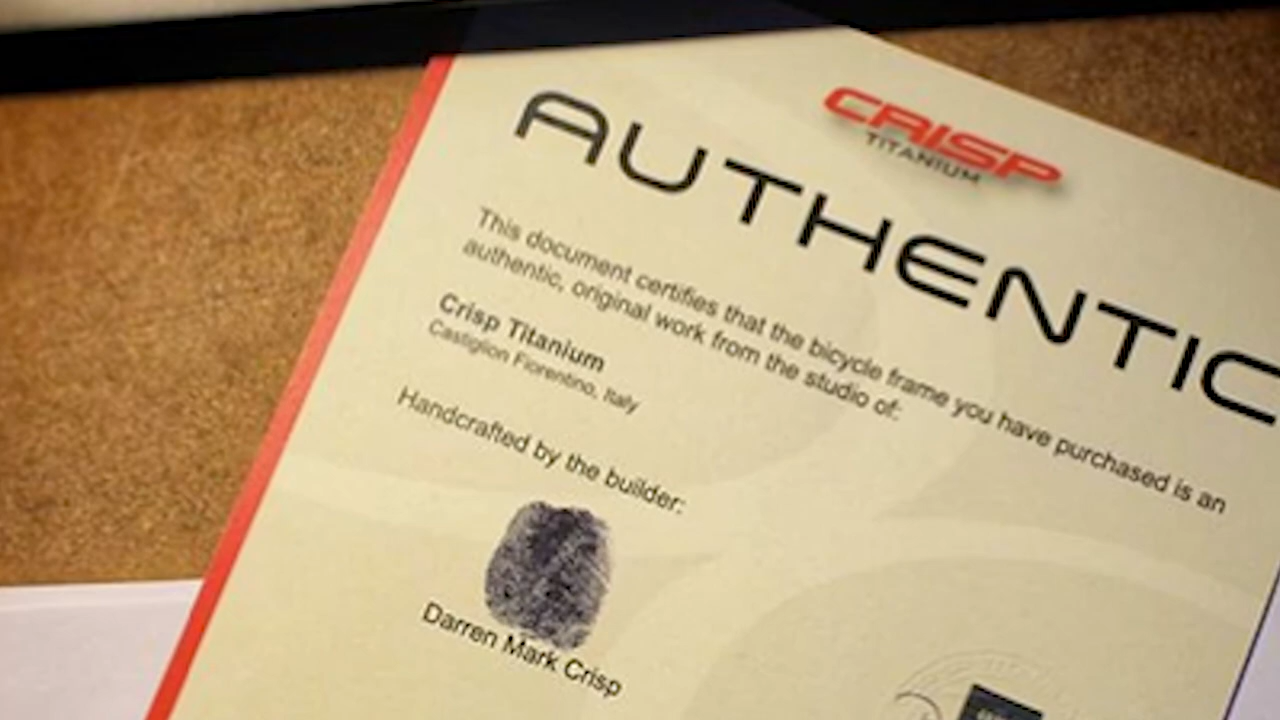 CRISP
TITANIUM
AUTHENTIC
This document certifies that the bicycle frame you have purchased is an
authentic, original work from the studio of:
Crisp Titanium
Castiglion Fiorentino, Italy
Handcrafted by the builder:
Darren Mark Crisp